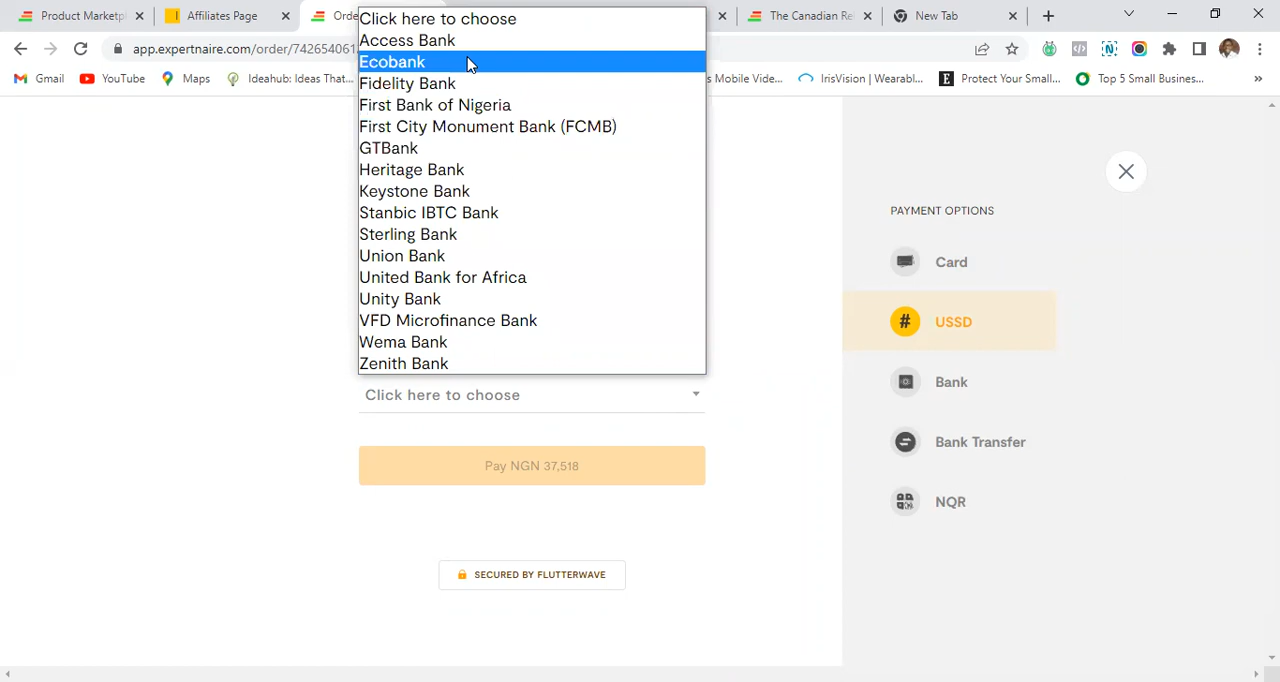 Product Marketpl
Affiliates Page
Orde
The Canadian Re
New Tab
app.expertnaire.com/order/742654061
Gmail
YouTube
Maps
Ideahub: Ideas That...
s Mobile Vide...
IrisVision | Wearabl...
Protect Your Small...
Top 5 Small Business...
»
Click here to choose
Access Bank
Ecobank
Fidelity Bank
First Bank of Nigeria
First City Monument Bank (FCMB)
GTBank
Heritage Bank
Keystone Bank
Stanbic IBTC Bank
Sterling Bank
Union Bank
United Bank for Africa
Unity Bank
VFD Microfinance Bank
Wema Bank
Zenith Bank
Click here to choose
Pay NGN 37,518
SECURED BY FLUTTERWAVE
PAYMENT OPTIONS
Card
# USSD
Bank
Bank Transfer
NQR